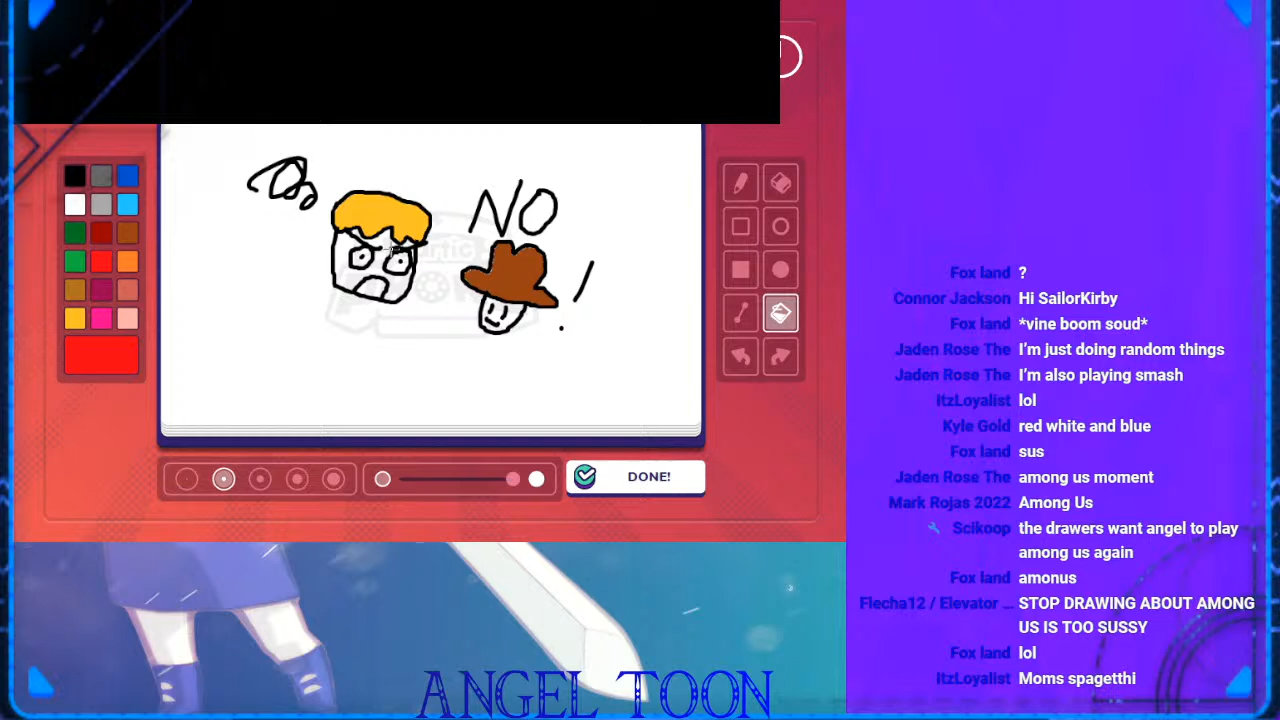 NO
!
artic
DONE!
Fox land ?
Connor Jackson Hi SailorKirby
Fox land *vine boom soud*
Jaden Rose The I’m just doing random things
Jaden Rose The I’m also playing smash
ItzLoyalist lol
Kyle Gold red white and blue
Fox land sus
Jaden Rose The among us moment
Mark Rojas 2022 Among Us
Scikoop the drawers want angel to play
among us again
Fox land amonus
Flecha12 / Elevator ... STOP DRAWING ABOUT AMONG
US IS TOO SUSSY
Fox land lol
ItzLoyalist Moms spagetthi
ANGEL TOON